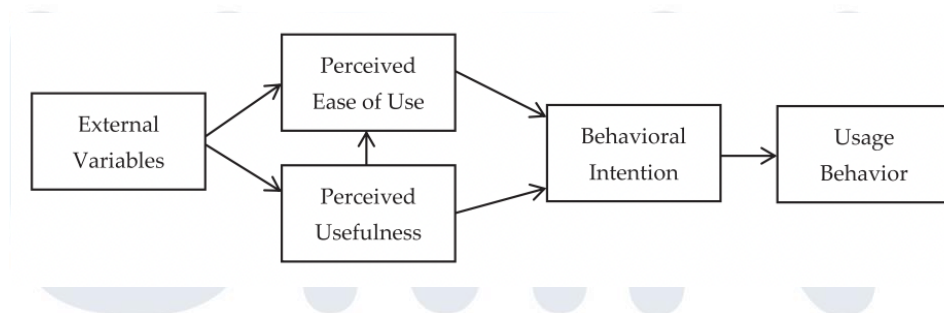 External
Variables
Perceived
Ease of Use
Perceived
Usefulness
Behavioral
Intention
Usage
Behavior